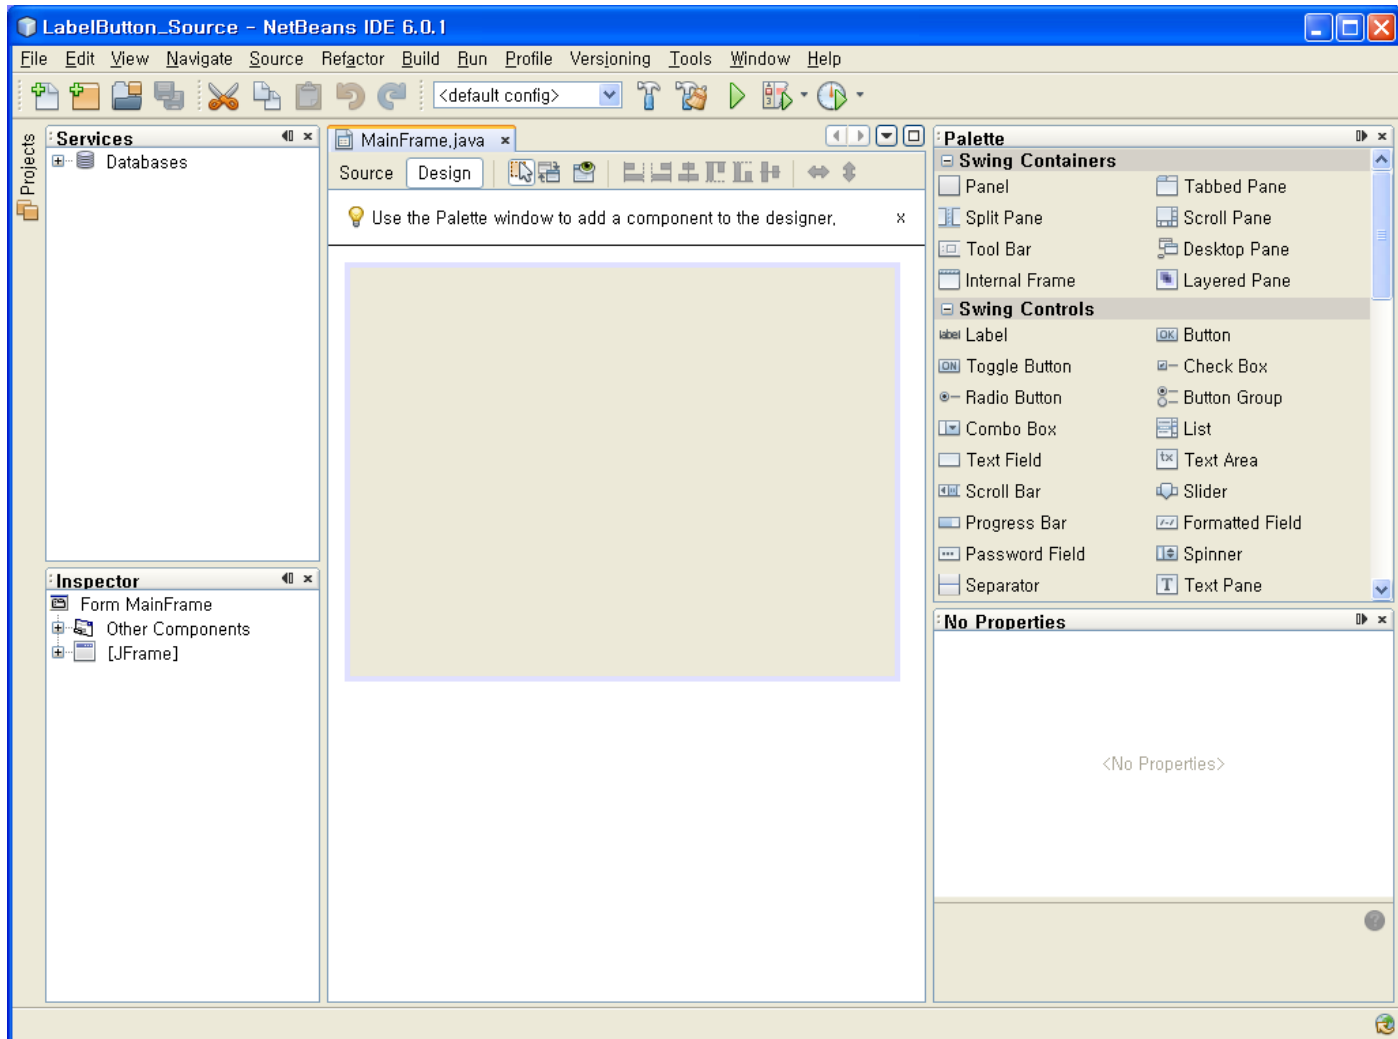 LabelButton_Source - NetBeans IDE 6.0.1
File Edit View Navigate Source Refactor Build Run Profile Versioning Tools Window Help
<default config>
Projects
Services
Databases
MainFrame.java
Source Design
Use the Palette window to add a component to the designer. x
Inspector
Form MainFrame
Other Components
[JFrame]
Palette
Swing Containers
Panel Tabbed Pane
Split Pane Scroll Pane
Tool Bar Desktop Pane
Internal Frame Layered Pane
Swing Controls
label Label OK Button
ON Toggle Button Check Box
Radio Button Button Group
Combo Box List
Text Field tx Text Area
Scroll Bar Slider
Progress Bar Formatted Field
Password Field Spinner
Separator T Text Pane
No Properties
<No Properties>
?